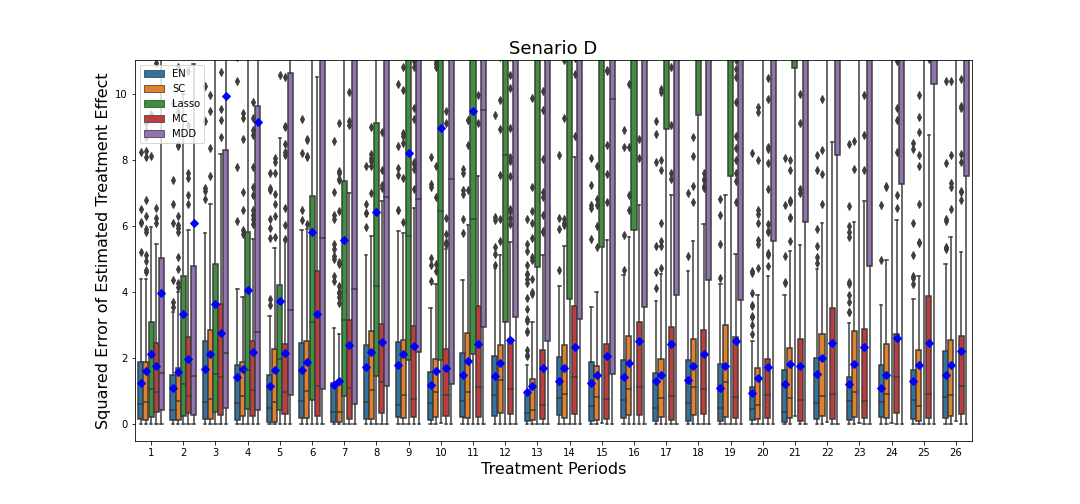 Senario D
Squared Error of Estimated Treatment Effect
10
8
6
4
2
0
EN
SC
Lasso
MC
MDD
1 2 3 4 5 6 7 8 9 10 11 12 13 14 15 16 17 18 19 20 21 22 23 24 25 26
Treatment Periods